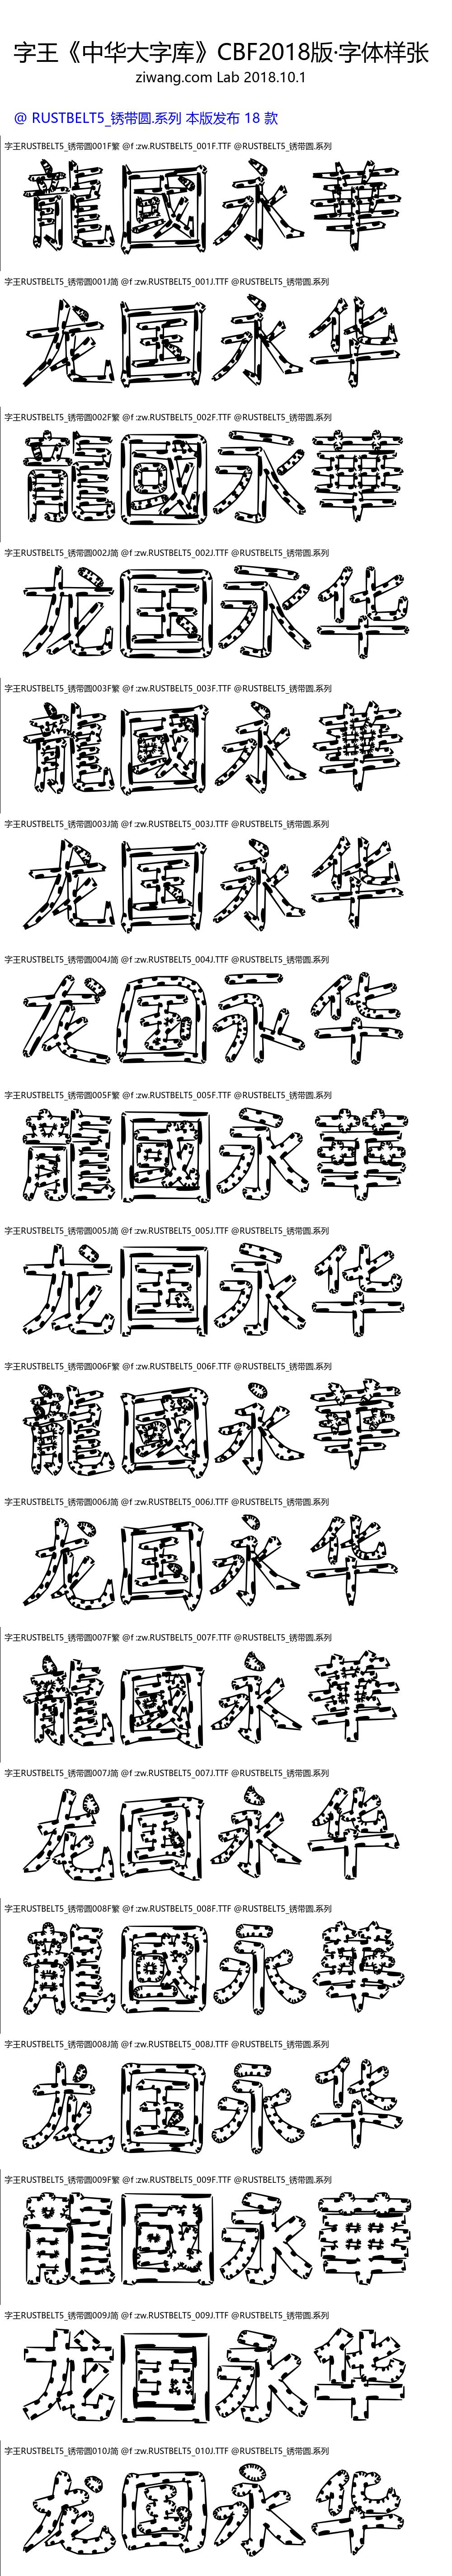 字王《中华大字库》CBF2018版·字体样张
ziwang.com Lab 2018.10.1
@ RUSTBELT5_锈带圆.系列 本版发布 18 款
字王RUSTBELT5_锈带圆001F繁 @f :zw.RUSTBELT5_001F.TTF @RUSTBELT5_锈带圆.系列
龍國永華
字王RUSTBELT5_锈带圆001J简 @f :zw.RUSTBELT5_001J.TTF @RUSTBELT5_锈带圆.系列
龙国永华
字王RUSTBELT5_锈带圆002F繁 @f :zw.RUSTBELT5_002F.TTF @RUSTBELT5_锈带圆.系列
龍國永華
字王RUSTBELT5_锈带圆002J简 @f :zw.RUSTBELT5_002J.TTF @RUSTBELT5_锈带圆.系列
龙国永华
字王RUSTBELT5_锈带圆003F繁 @f :zw.RUSTBELT5_003F.TTF @RUSTBELT5_锈带圆.系列
龍國永華
字王RUSTBELT5_锈带圆003J简 @f :zw.RUSTBELT5_003J.TTF @RUSTBELT5_锈带圆.系列
龙国永华
字王RUSTBELT5_锈带圆004J简 @f :zw.RUSTBELT5_004J.TTF @RUSTBELT5_锈带圆.系列
龙国永华
字王RUSTBELT5_锈带圆005F繁 @f :zw.RUSTBELT5_005F.TTF @RUSTBELT5_锈带圆.系列
龍國永華
字王RUSTBELT5_锈带圆005J简 @f :zw.RUSTBELT5_005J.TTF @RUSTBELT5_锈带圆.系列
龙国永华
字王RUSTBELT5_锈带圆006F繁 @f :zw.RUSTBELT5_006F.TTF @RUSTBELT5_锈带圆.系列
龍國永華
字王RUSTBELT5_锈带圆006J简 @f :zw.RUSTBELT5_006J.TTF @RUSTBELT5_锈带圆.系列
龙国永华
字王RUSTBELT5_锈带圆007F繁 @f :zw.RUSTBELT5_007F.TTF @RUSTBELT5_锈带圆.系列
龍國永華
字王RUSTBELT5_锈带圆007J简 @f :zw.RUSTBELT5_007J.TTF @RUSTBELT5_锈带圆.系列
龙国永华
字王RUSTBELT5_锈带圆008F繁 @f :zw.RUSTBELT5_008F.TTF @RUSTBELT5_锈带圆.系列
龍國永華
字王RUSTBELT5_锈带圆008J简 @f :zw.RUSTBELT5_008J.TTF @RUSTBELT5_锈带圆.系列
龙国永华
字王RUSTBELT5_锈带圆009F繁 @f :zw.RUSTBELT5_009F.TTF @RUSTBELT5_锈带圆.系列
龍國永華
字王RUSTBELT5_锈带圆009J简 @f :zw.RUSTBELT5_009J.TTF @RUSTBELT5_锈带圆.系列
龙国永华
字王RUSTBELT5_锈带圆010J简 @f :zw.RUSTBELT5_010J.TTF @RUSTBELT5_锈带圆.系列
龙国永华